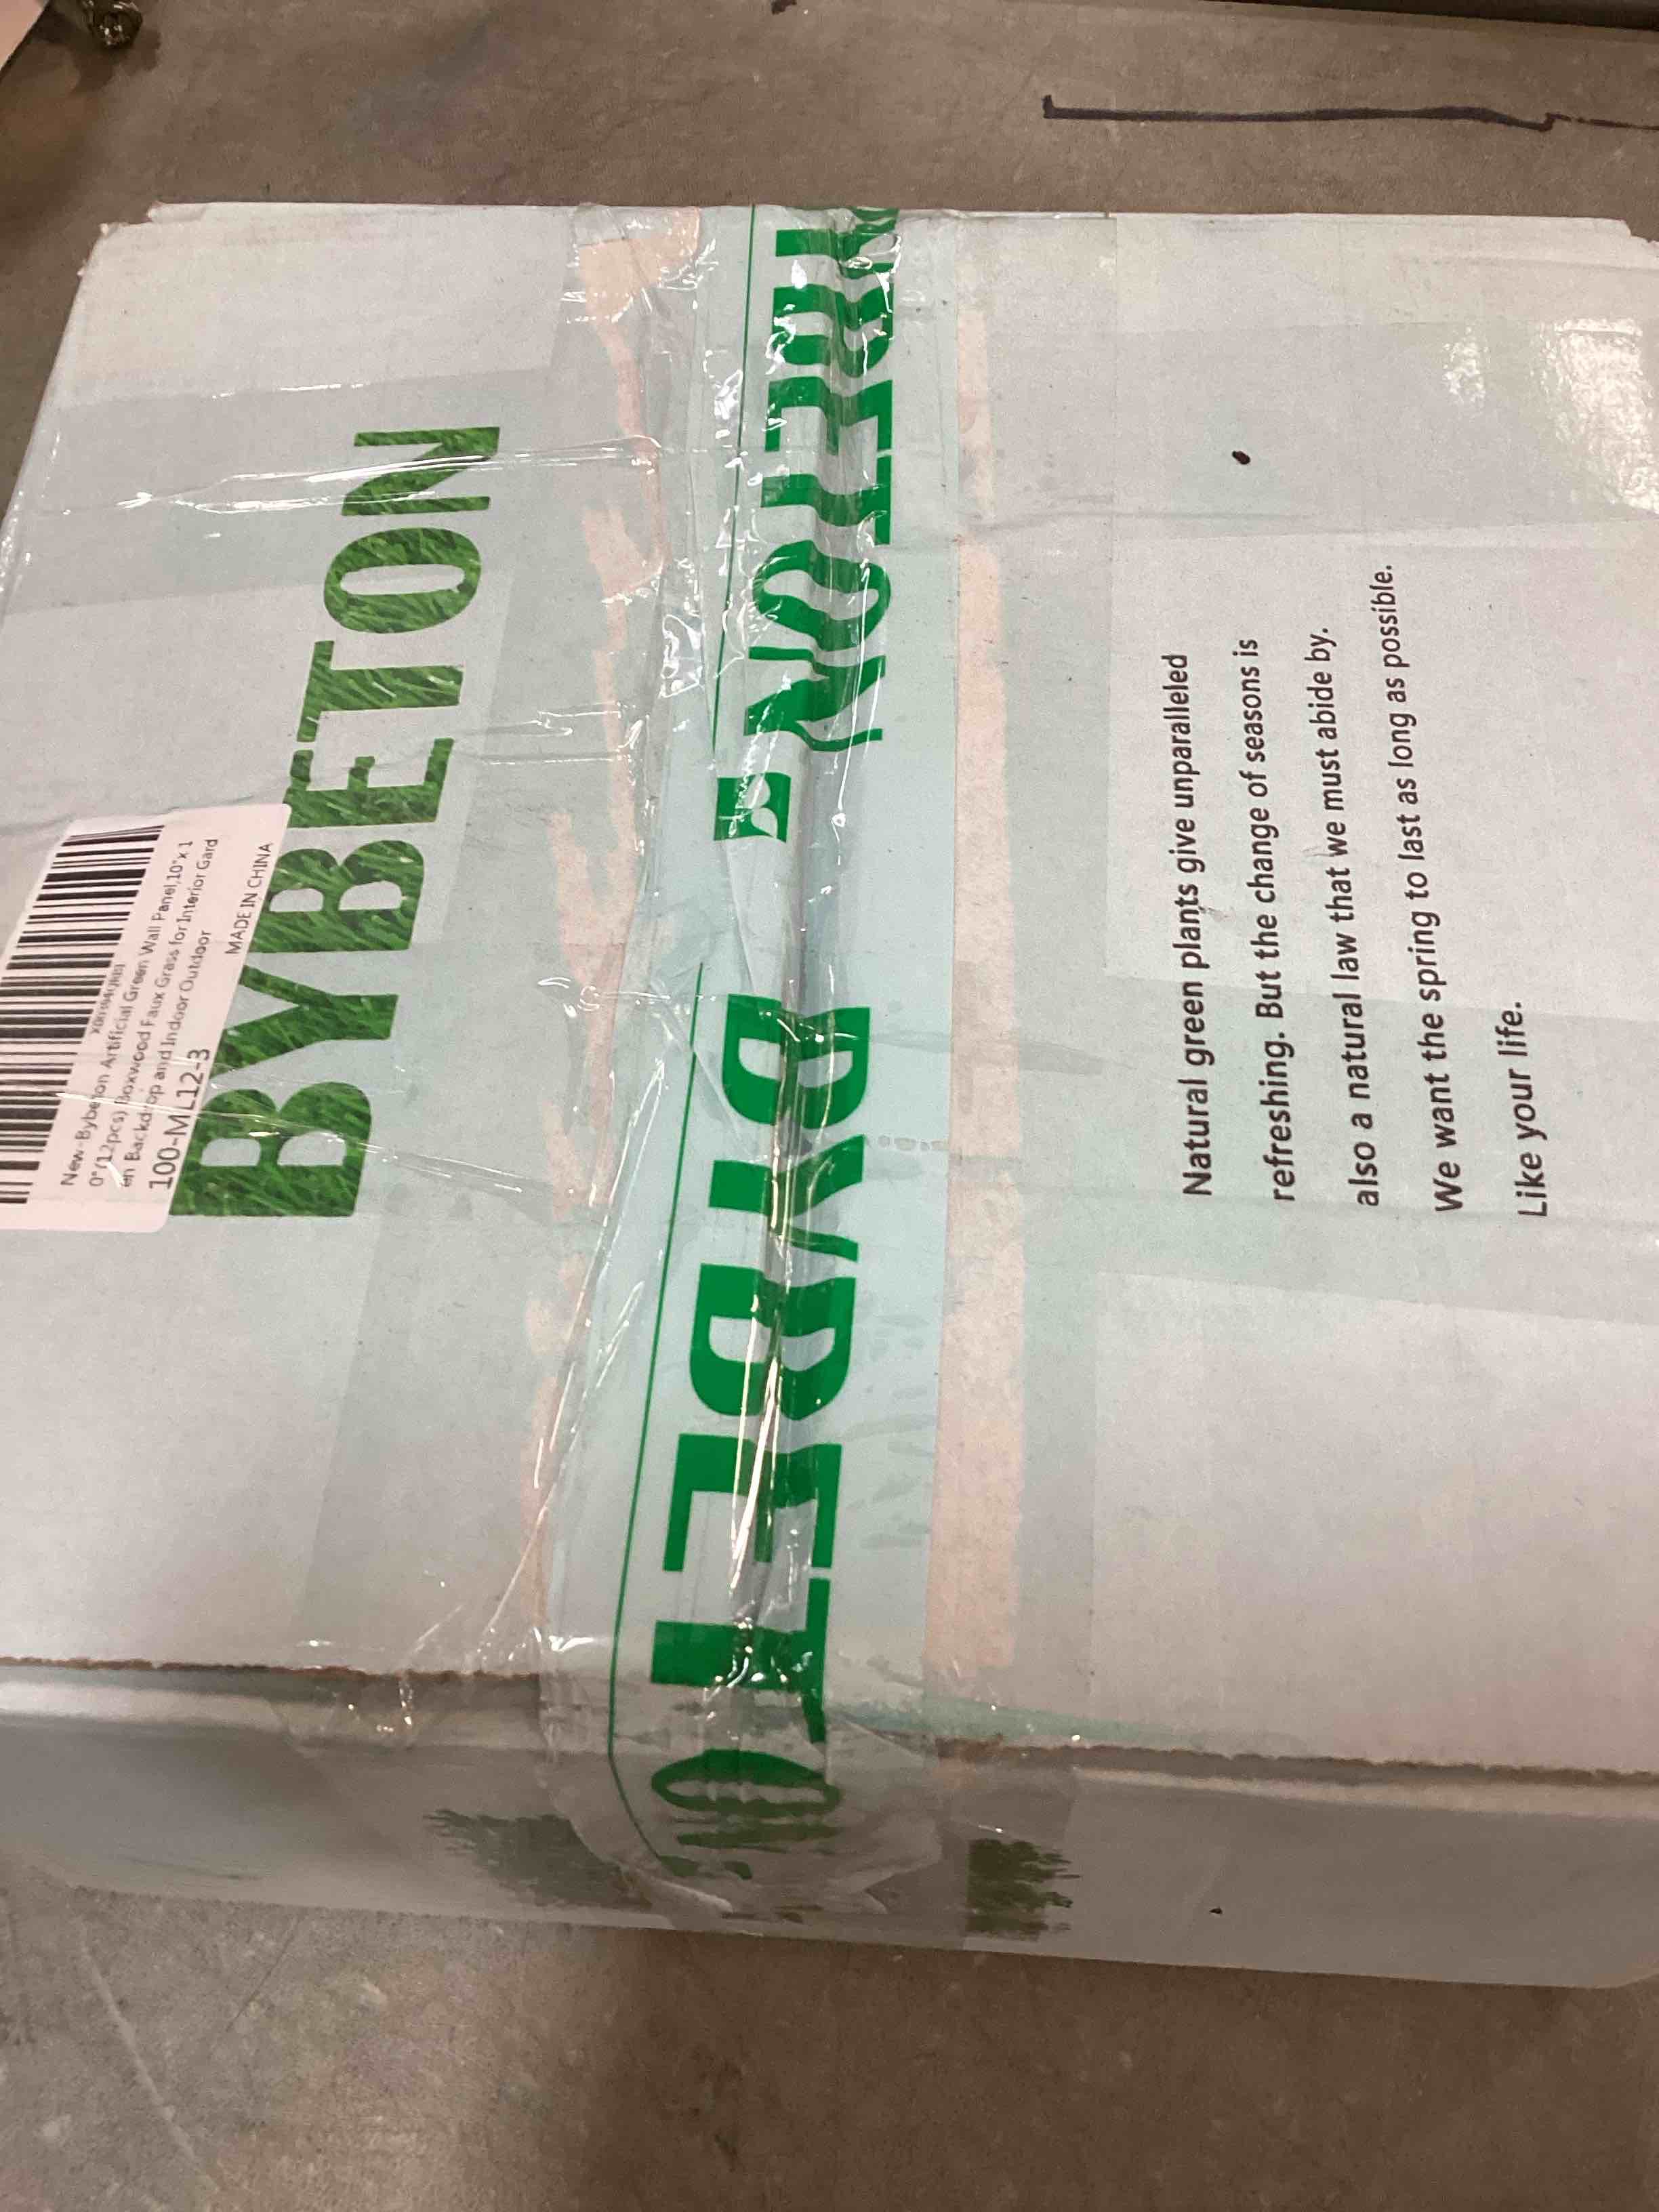 New-Bybeton Artificial Green Wall Panel,10"x 1
0"(12pcs) Boxwood Faux Grass for Interior Gard
en Backdrop and Indoor Outdoor
100-ML12-3
MADE IN CHINA
BYBETON
BYBETON
BYBETON
Natural green plants give unparalleled
refreshing. But the change of seasons is
also a natural law that we must abide by.
We want the spring to last as long as possible.
Like your life.